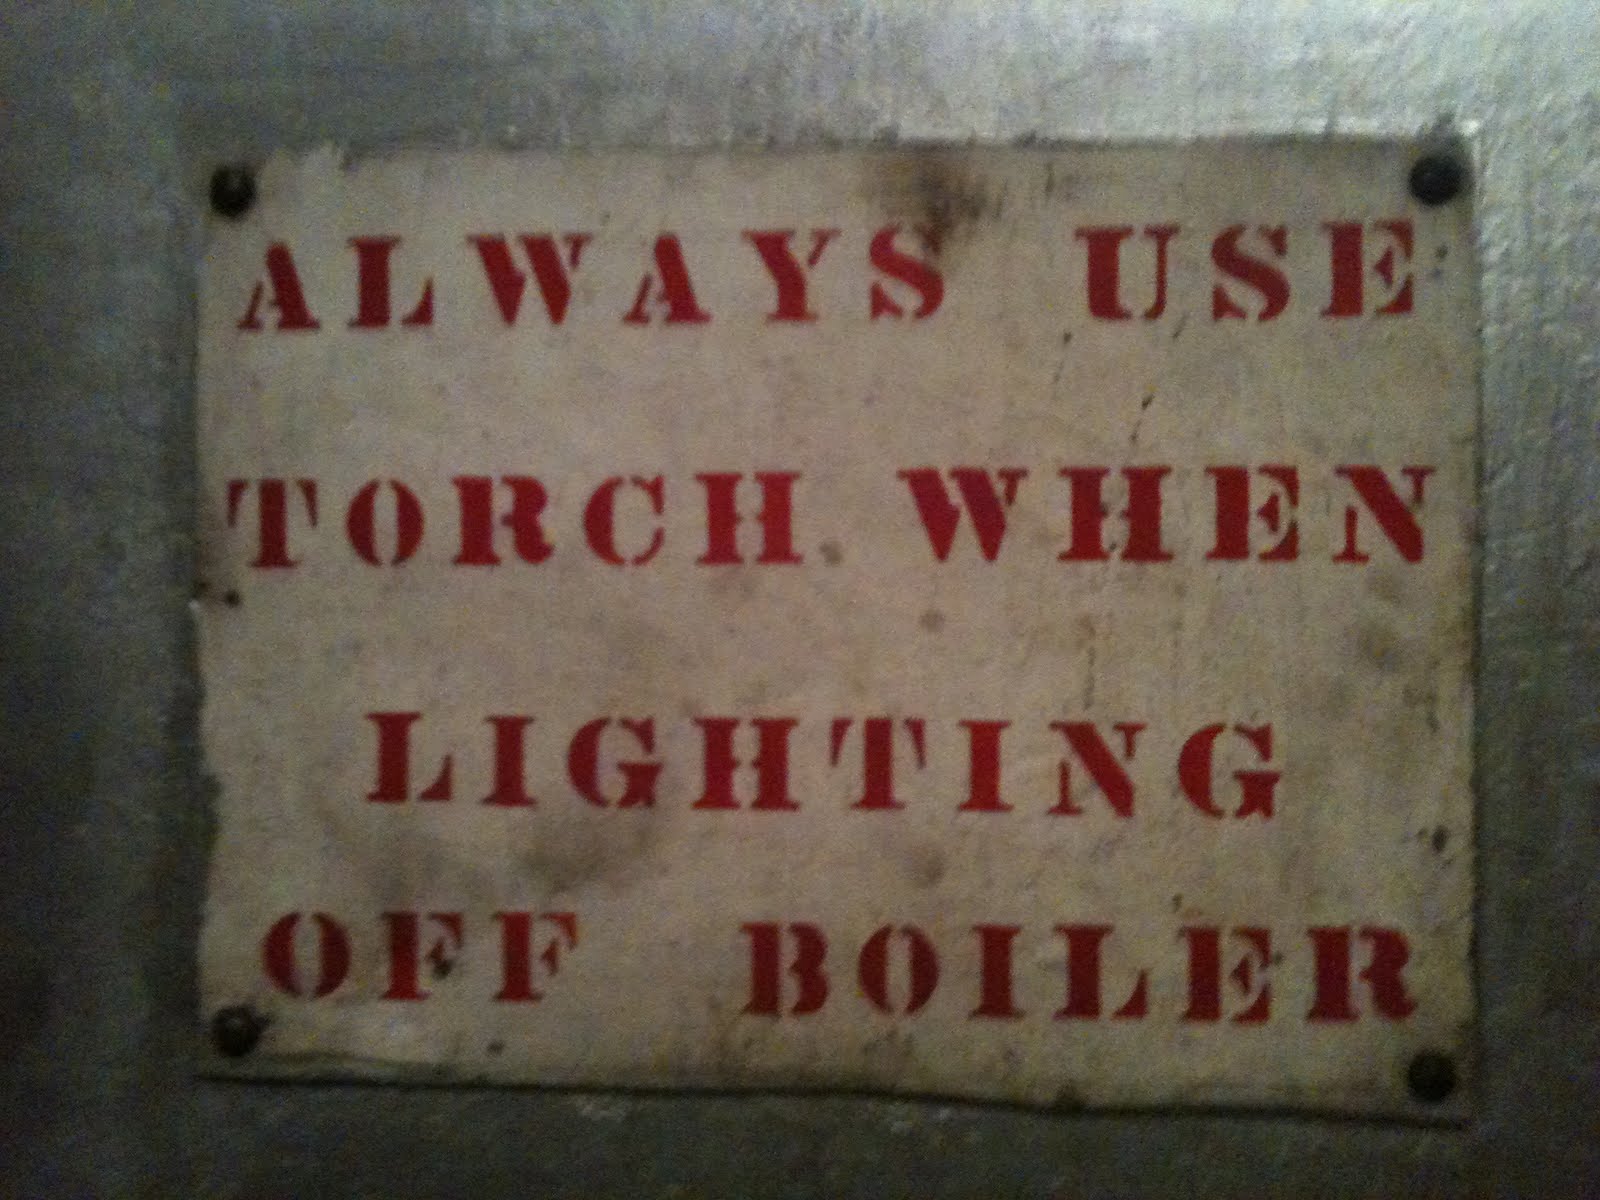 ALWAYS USE
TORCH WHEN
LIGHTING
OFF BOILER